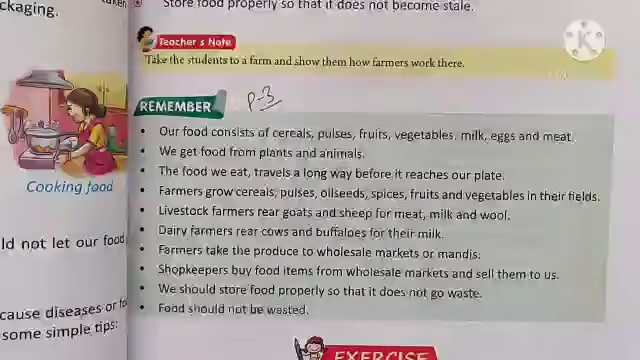 ckaging.
Store food properly so that it does not become stale.
Teacher's Note
Take the students to a farm and show them how farmers work there.
REMEMBER
P-3
• Our food consists of cereals, pulses, fruits, vegetables, milk, eggs and meat.
• We get food from plants and animals.
• The food we eat, travels a long way before it reaches our plate.
• Farmers grow cereals, pulses, oilseeds, spices, fruits and vegetables in their fields.
• Livestock farmers rear goats and sheep for meat, milk and wool.
• Dairy farmers rear cows and buffaloes for their milk.
• Farmers take the produce to wholesale markets or mandis.
• Shopkeepers buy food items from wholesale markets and sell them to us.
• We should store food properly so that it does not go waste.
• Food should not be wasted.
Cooking food
ld not let our food
cause diseases or fo
some simple tips:
EXERCISE